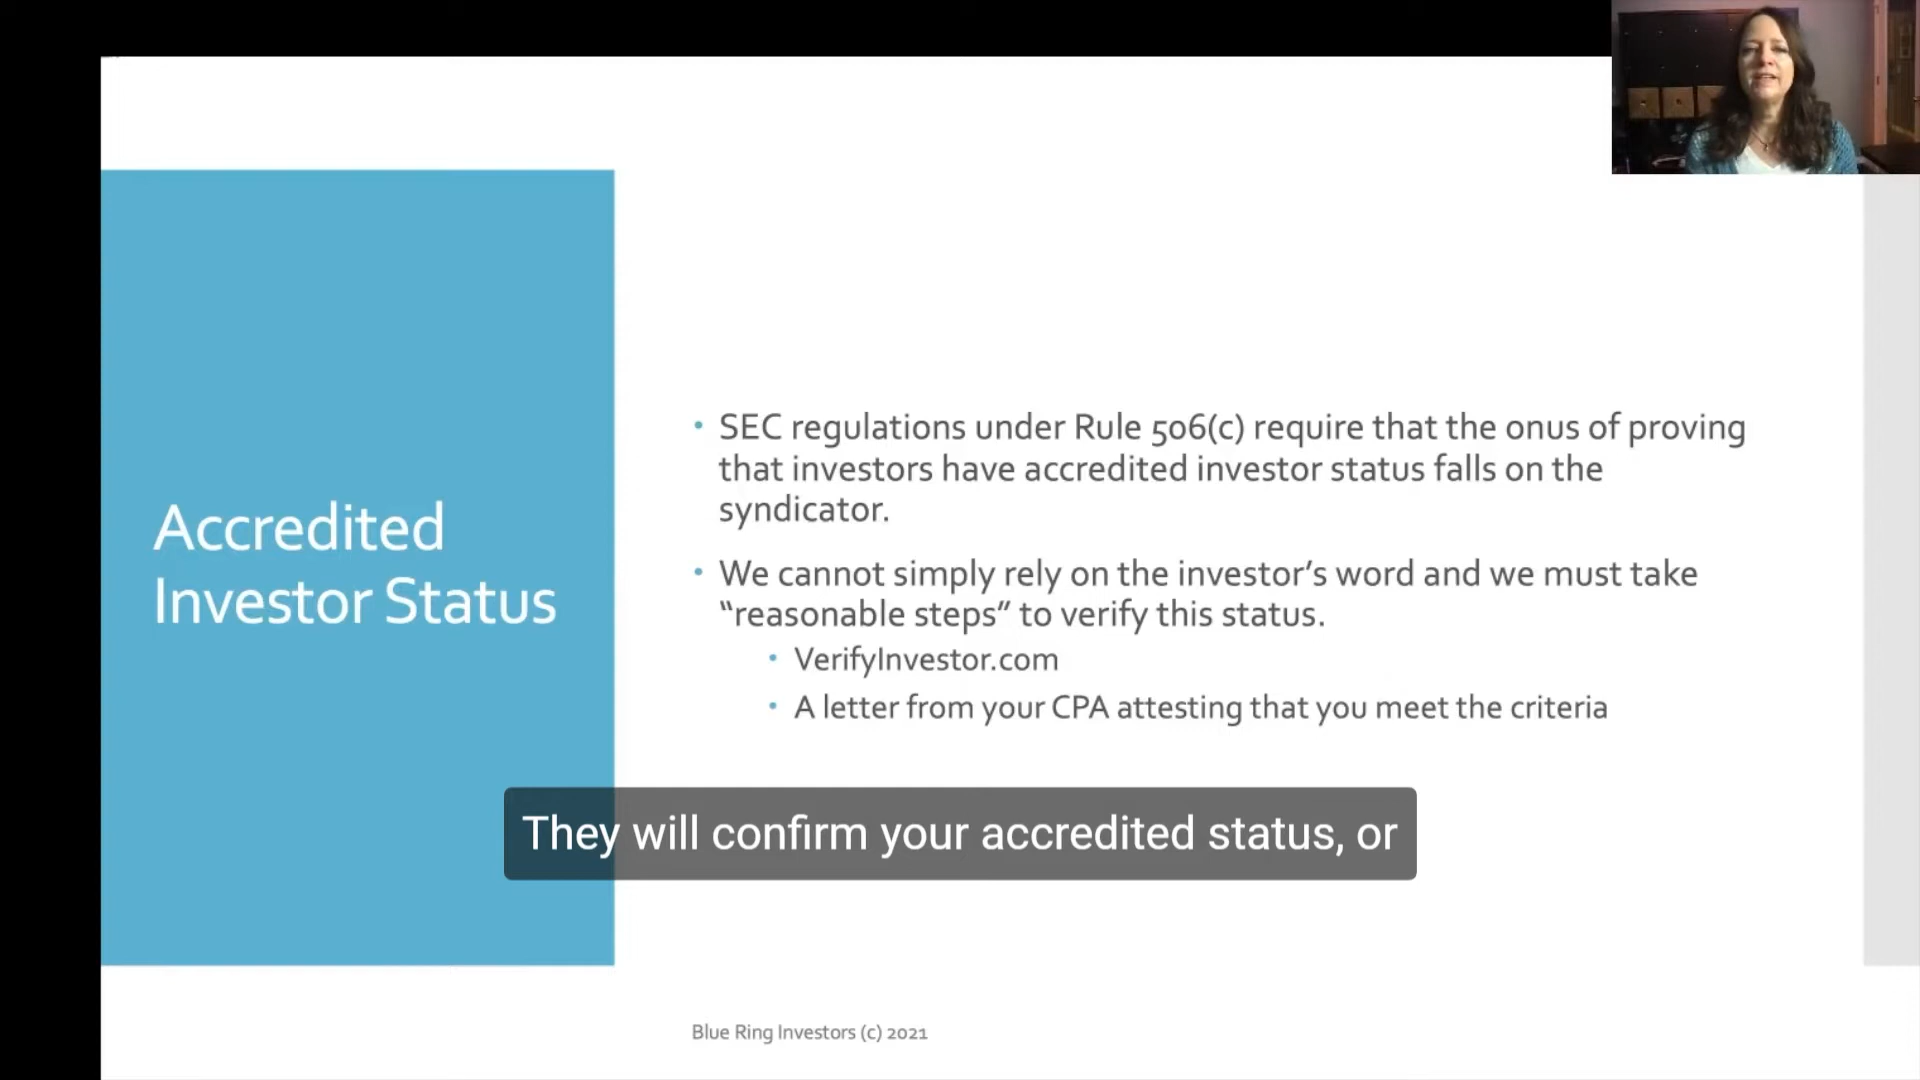 Accredited
Investor Status
• SEC regulations under Rule 506(c) require that the onus of proving
that investors have accredited investor status falls on the
syndicator.
• We cannot simply rely on the investor’s word and we must take
“reasonable steps” to verify this status.
• VerifyInvestor.com
• A letter from your CPA attesting that you meet the criteria
They will confirm your accredited status, or
Blue Ring Investors (c) 2021